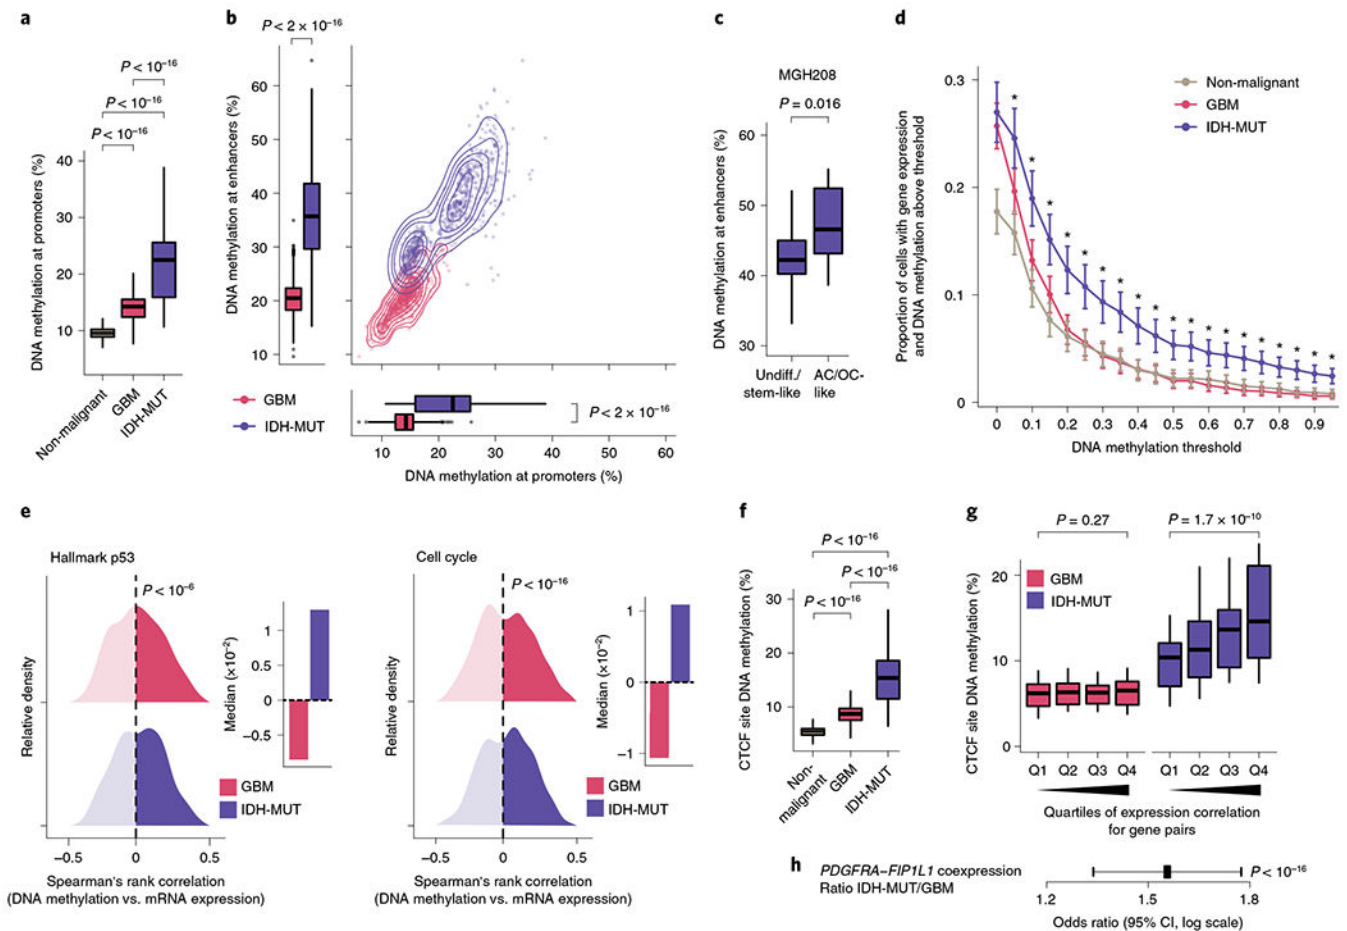 a
P < 10⁻¹⁶
P < 10⁻¹⁶
P < 10⁻¹⁶
DNA methylation at promoters (%)
40
30
20
10
Non-malignant
GBM
IDH-MUT
b
P < 2 × 10⁻¹⁶
DNA methylation at enhancers (%)
60
50
40
30
20
10
GBM
IDH-MUT
P < 2 × 10⁻¹⁶
10
20
30
40
50
60
DNA methylation at promoters (%)
c
MGH208
P = 0.016
DNA methylation at enhancers (%)
60
50
40
30
Undiff./
stem-like
AC/OC-
like
d
Proportion of cells with gene expression
and DNA methylation above threshold
0.3
0.2
0.1
0
Non-malignant
GBM
IDH-MUT
* * * * * * * * * * * * * * * * * * *
0
0.1
0.2
0.3
0.4
0.5
0.6
0.7
0.8
0.9
DNA methylation threshold
e
Hallmark p53
P < 10⁻⁶
Relative density
Median (×10⁻²)
1
0.5
0
−0.5
GBM
IDH-MUT
−0.5
0
0.5
Spearman's rank correlation
(DNA methylation vs. mRNA expression)
Cell cycle
P < 10⁻¹⁶
Relative density
Median (×10⁻²)
1
0
−1
GBM
IDH-MUT
−0.5
0
0.5
Spearman's rank correlation
(DNA methylation vs. mRNA expression)
f
P < 10⁻¹⁶
P < 10⁻¹⁶
P < 10⁻¹⁶
CTCF site DNA methylation (%)
30
20
10
Non-
malignant
GBM
IDH-MUT
g
P = 0.27
P = 1.7 × 10⁻¹⁰
GBM
IDH-MUT
CTCF site DNA methylation (%)
20
10
0
Q1
Q2
Q3
Q4
Q1
Q2
Q3
Q4
Quartiles of expression correlation
for gene pairs
h
PDGFRA–FIP1L1 coexpression
Ratio IDH-MUT/GBM
P < 10⁻¹⁶
1.2
1.5
1.8
Odds ratio (95% CI, log scale)